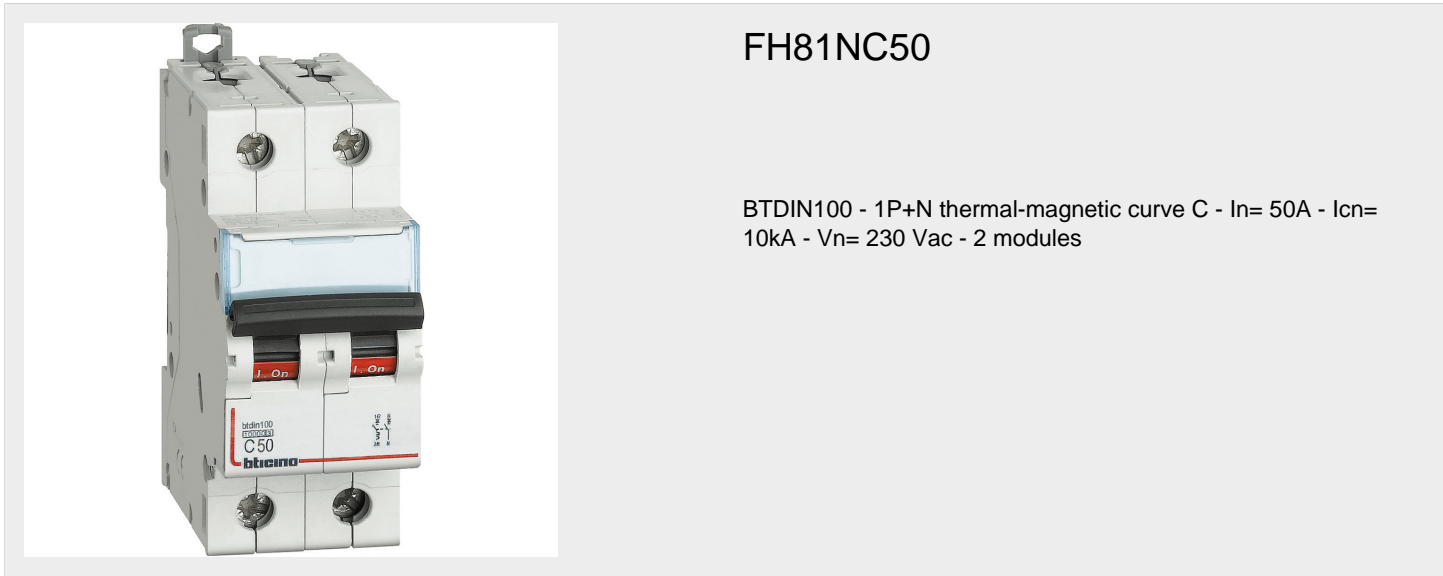 FH81NC50
BTDIN100 - 1P+N thermal-magnetic curve C - In= 50A - Icn=
10kA - Vn= 230 Vac - 2 modules
I. On I. On
btdin100
C50
bticino